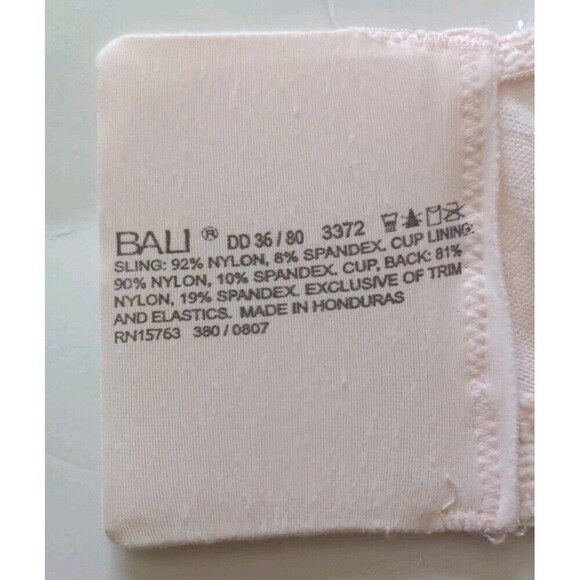 BALI ® DD 36 / 80 3372
SLING: 92% NYLON, 8% SPANDEX. CUP LINING:
90% NYLON, 10% SPANDEX. CUP, BACK: 81%
NYLON, 19% SPANDEX. EXCLUSIVE OF TRIM
AND ELASTICS. MADE IN HONDURAS
RN15763 380 / 0807